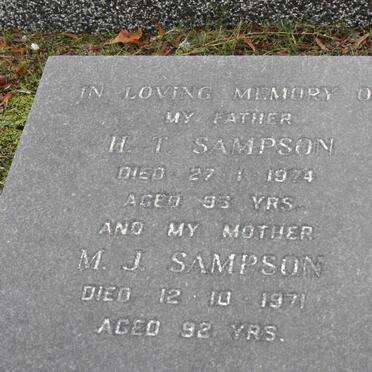 IN LOVING MEMORY O
MY FATHER
H. T. SAMPSON
DIED 27 · 1 · 1974
AGED 93 YRS.
AND MY MOTHER
M. J. SAMPSON
DIED 12 · 10 · 1971
AGED 92 YRS.